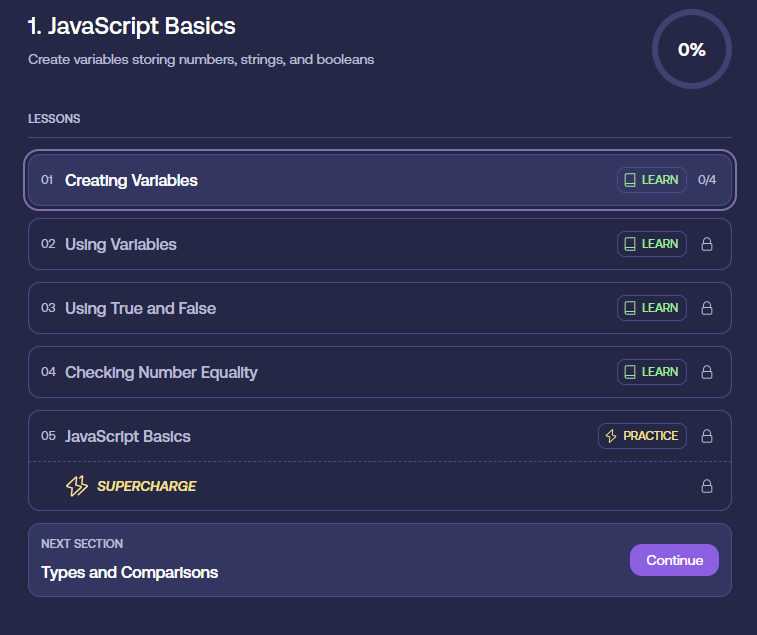 1. JavaScript Basics
Create variables storing numbers, strings, and booleans
0%
LESSONS
01 Creating Variables LEARN 0/4
02 Using Variables LEARN
03 Using True and False LEARN
04 Checking Number Equality LEARN
05 JavaScript Basics PRACTICE
SUPERCHARGE
NEXT SECTION
Types and Comparisons
Continue